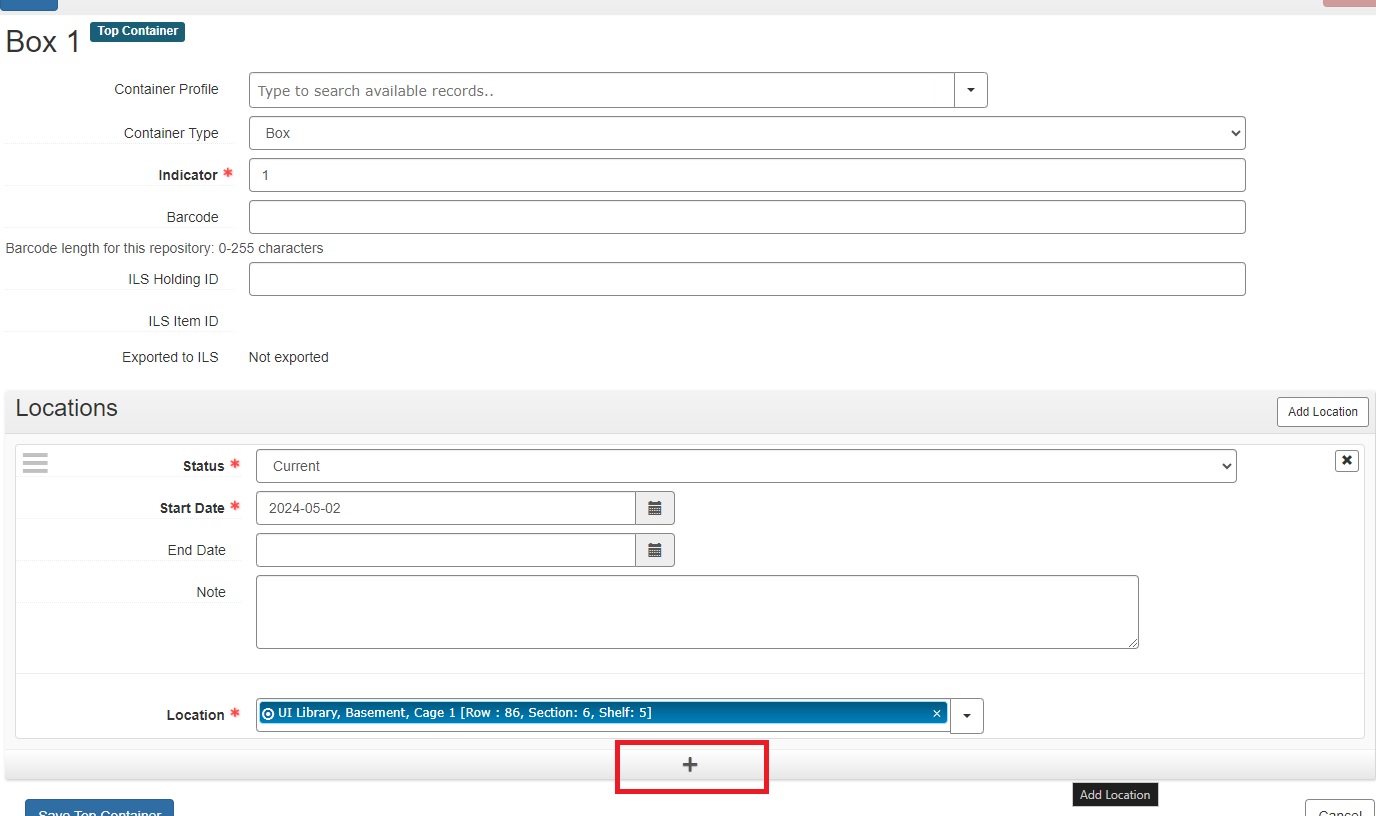 Box 1 Top Container
Container Profile Type to search available records..
Container Type Box
Indicator * 1
Barcode
Barcode length for this repository: 0-255 characters
ILS Holding ID
ILS Item ID
Exported to ILS Not exported
Locations Add Location
Status * Current
Start Date * 2024-05-02
End Date
Note
Location * UI Library, Basement, Cage 1 [Row : 86, Section: 6, Shelf: 5] ×
+
Add Location
Save Top Container Cancel